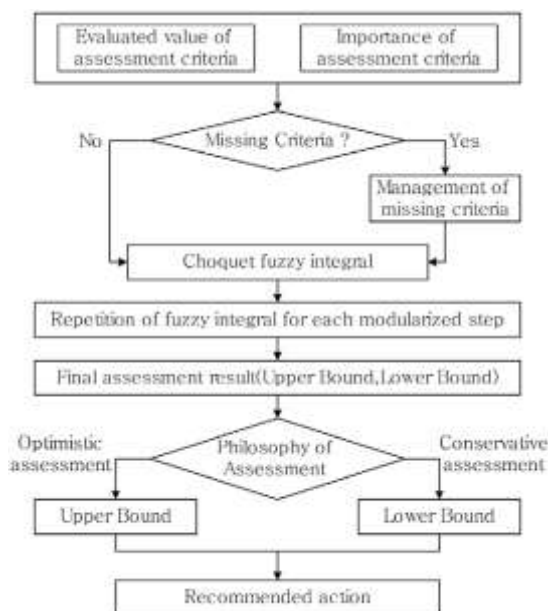 Evaluated value of
assessment criteria
Importance of
assessment criteria
No
Missing Criteria ?
Yes
Management of
missing criteria
Choquet fuzzy integral
Repetition of fuzzy integral for each modularized step
Final assessment result(Upper Bound,Lower Bound)
Optimistic
assessment
Philosophy of
Assessment
Conservative
assessment
Upper Bound
Lower Bound
Recommended action